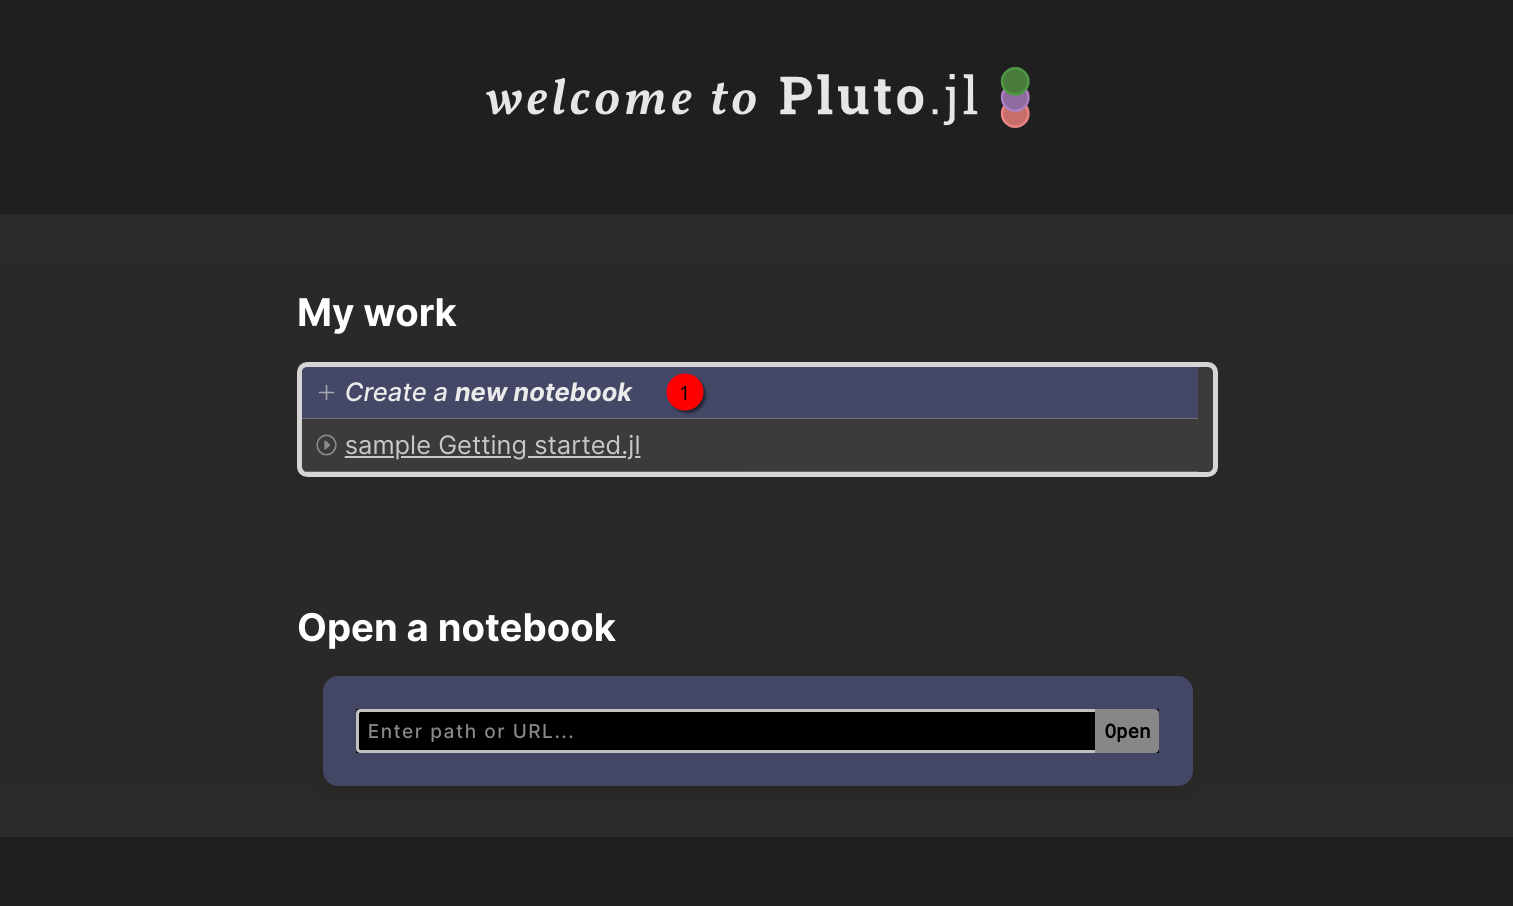 welcome to Pluto.jl
My work
+ Create a new notebook 1
sample Getting started.jl
Open a notebook
Enter path or URL...
Open